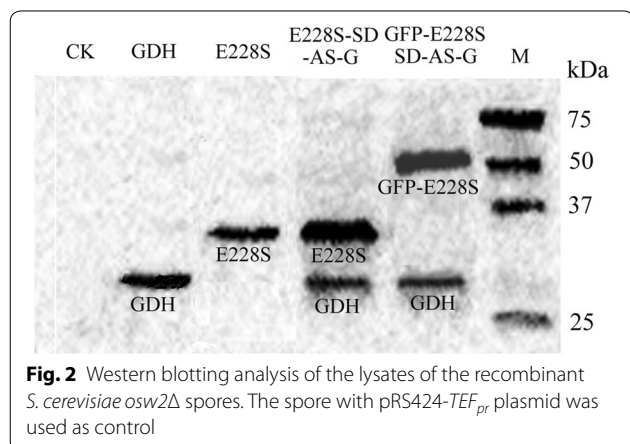 E228S-SD GFP-E228S
CK GDH E228S -AS-G SD-AS-G M kDa
75
50
GFP-E228S
37
E228S E228S
GDH GDH GDH
25
Fig. 2 Western blotting analysis of the lysates of the recombinant
S. cerevisiae osw2Δ spores. The spore with pRS424-TEFpr plasmid was
used as control